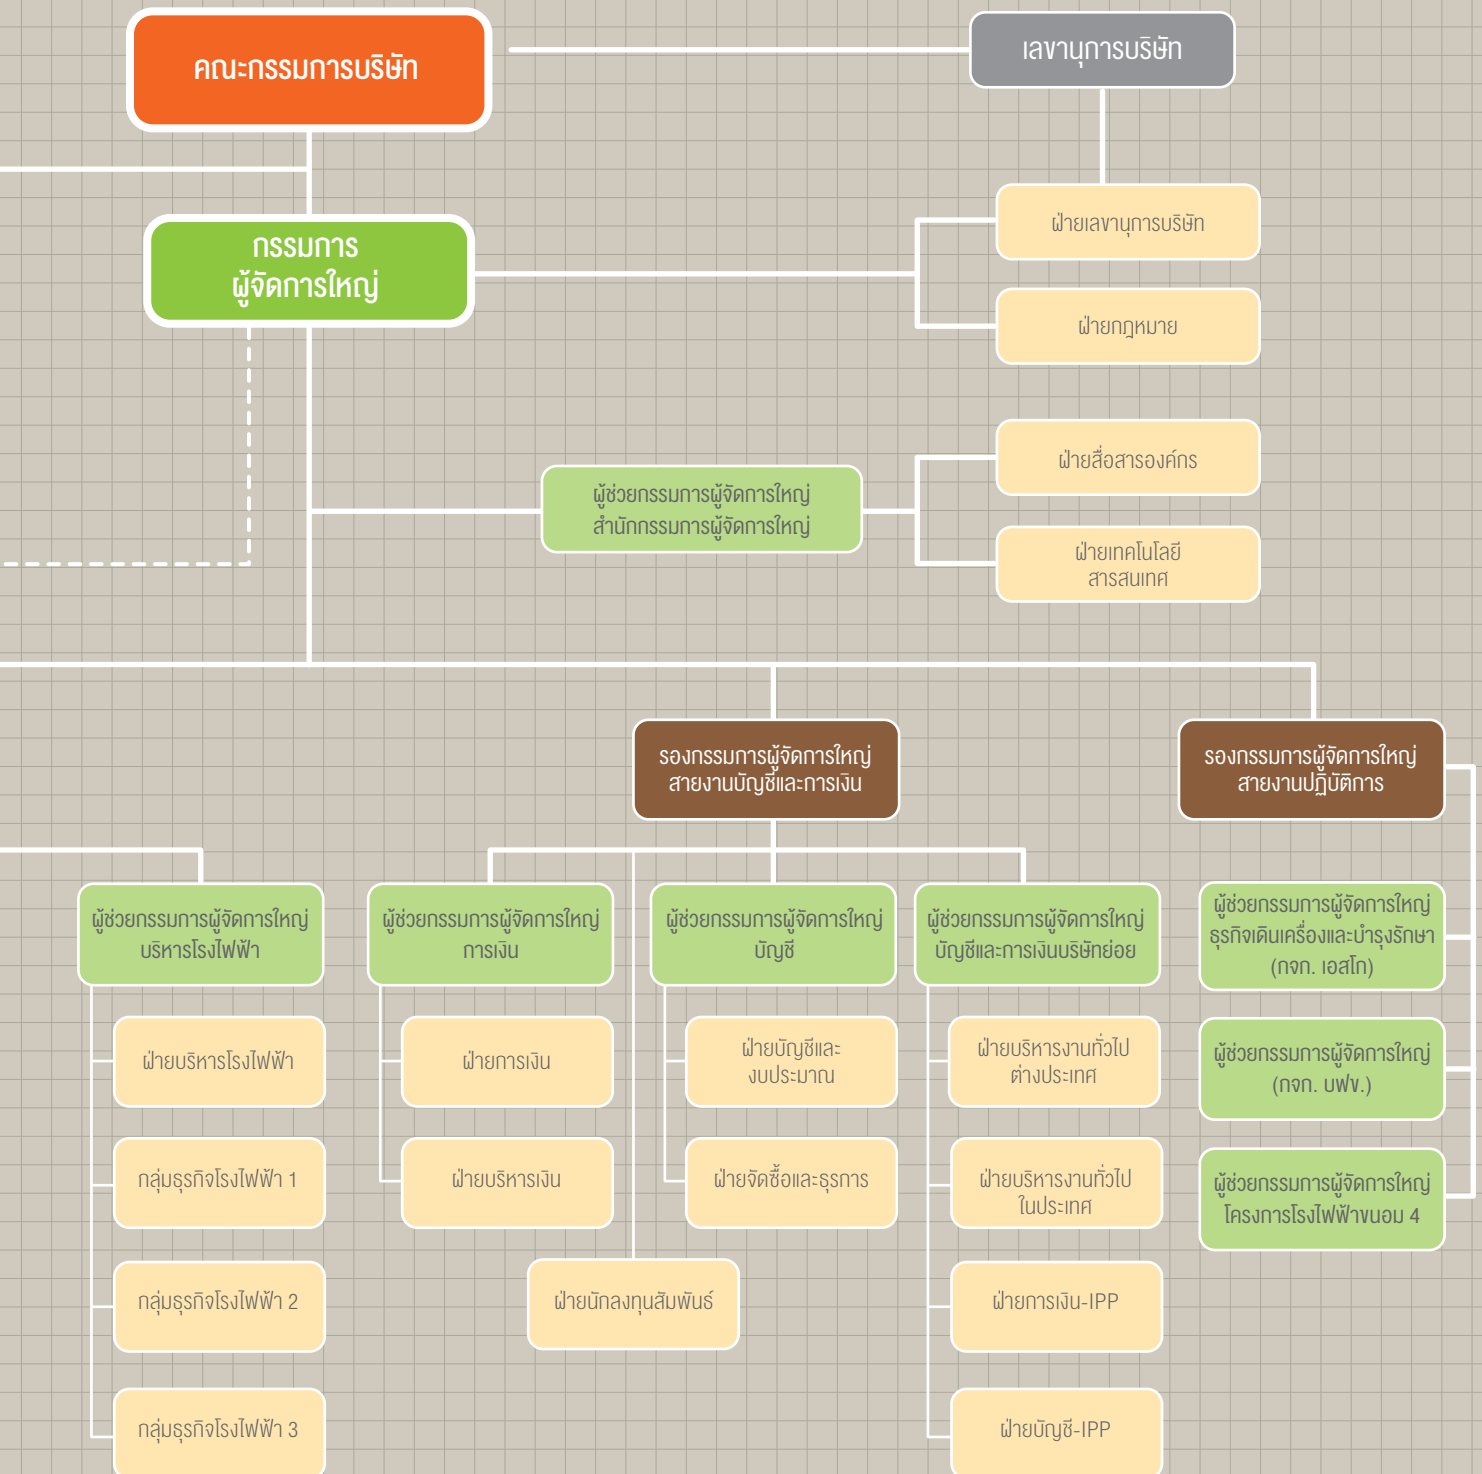 คณะกรรมการบริษัท
เลขานุการบริษัท
ฝ่ายเลขานุการบริษัท
กรรมการ
ผู้จัดการใหญ่
ฝ่ายกฎหมาย
ฝ่ายสื่อสารองค์กร
ผู้ช่วยกรรมการผู้จัดการใหญ่
สำนักกรรมการผู้จัดการใหญ่
ฝ่ายเทคโนโลยี
สารสนเทศ
รองกรรมการผู้จัดการใหญ่
สายงานบัญชีและการเงิน
รองกรรมการผู้จัดการใหญ่
สายงานปฏิบัติการ
ผู้ช่วยกรรมการผู้จัดการใหญ่
บริหารโรงไฟฟ้า
ผู้ช่วยกรรมการผู้จัดการใหญ่
การเงิน
ผู้ช่วยกรรมการผู้จัดการใหญ่
บัญชี
ผู้ช่วยกรรมการผู้จัดการใหญ่
บัญชีและการเงินบริษัทย่อย
ผู้ช่วยกรรมการผู้จัดการใหญ่
ธุรกิจเดินเครื่องและบำรุงรักษา
(กจก. เอสโก)
ฝ่ายบริหารโรงไฟฟ้า
ฝ่ายการเงิน
ฝ่ายบัญชีและ
งบประมาณ
ฝ่ายบริหารงานทั่วไป
ต่างประเทศ
ผู้ช่วยกรรมการผู้จัดการใหญ่
(กจก. บฟข.)
กลุ่มธุรกิจโรงไฟฟ้า 1
ฝ่ายบริหารเงิน
ฝ่ายจัดซื้อและธุรการ
ฝ่ายบริหารงานทั่วไป
ในประเทศ
ผู้ช่วยกรรมการผู้จัดการใหญ่
โครงการโรงไฟฟ้าขนอม 4
กลุ่มธุรกิจโรงไฟฟ้า 2
ฝ่ายนักลงทุนสัมพันธ์
ฝ่ายการเงิน-IPP
กลุ่มธุรกิจโรงไฟฟ้า 3
ฝ่ายบัญชี-IPP